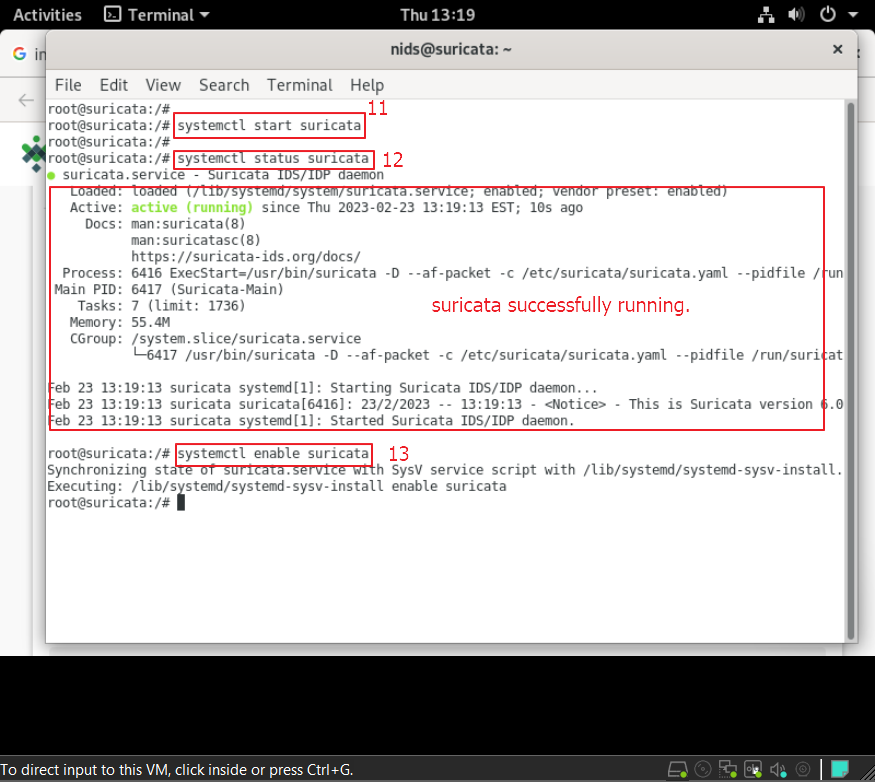 Activities Terminal Thu 13:19
in
nids@suricata: ~
File Edit View Search Terminal Help
root@suricata:/# 11
root@suricata:/# systemctl start suricata
root@suricata:/#
root@suricata:/# systemctl status suricata 12
● suricata.service - Suricata IDS/IDP daemon
Loaded: loaded (/lib/systemd/system/suricata.service; enabled; vendor preset: enabled)
Active: active (running) since Thu 2023-02-23 13:19:13 EST; 10s ago
Docs: man:suricata(8)
man:suricatasc(8)
https://suricata-ids.org/docs/
Process: 6416 ExecStart=/usr/bin/suricata -D --af-packet -c /etc/suricata/suricata.yaml --pidfile /run
Main PID: 6417 (Suricata-Main)
Tasks: 7 (limit: 1736) suricata successfully running.
Memory: 55.4M
CGroup: /system.slice/suricata.service
└─6417 /usr/bin/suricata -D --af-packet -c /etc/suricata/suricata.yaml --pidfile /run/suricat
Feb 23 13:19:13 suricata systemd[1]: Starting Suricata IDS/IDP daemon...
Feb 23 13:19:13 suricata suricata[6416]: 23/2/2023 -- 13:19:13 - <Notice> - This is Suricata version 6.0
Feb 23 13:19:13 suricata systemd[1]: Started Suricata IDS/IDP daemon.
root@suricata:/# systemctl enable suricata 13
Synchronizing state of suricata.service with SysV service script with /lib/systemd/systemd-sysv-install.
Executing: /lib/systemd/systemd-sysv-install enable suricata
root@suricata:/#
To direct input to this VM, click inside or press Ctrl+G.